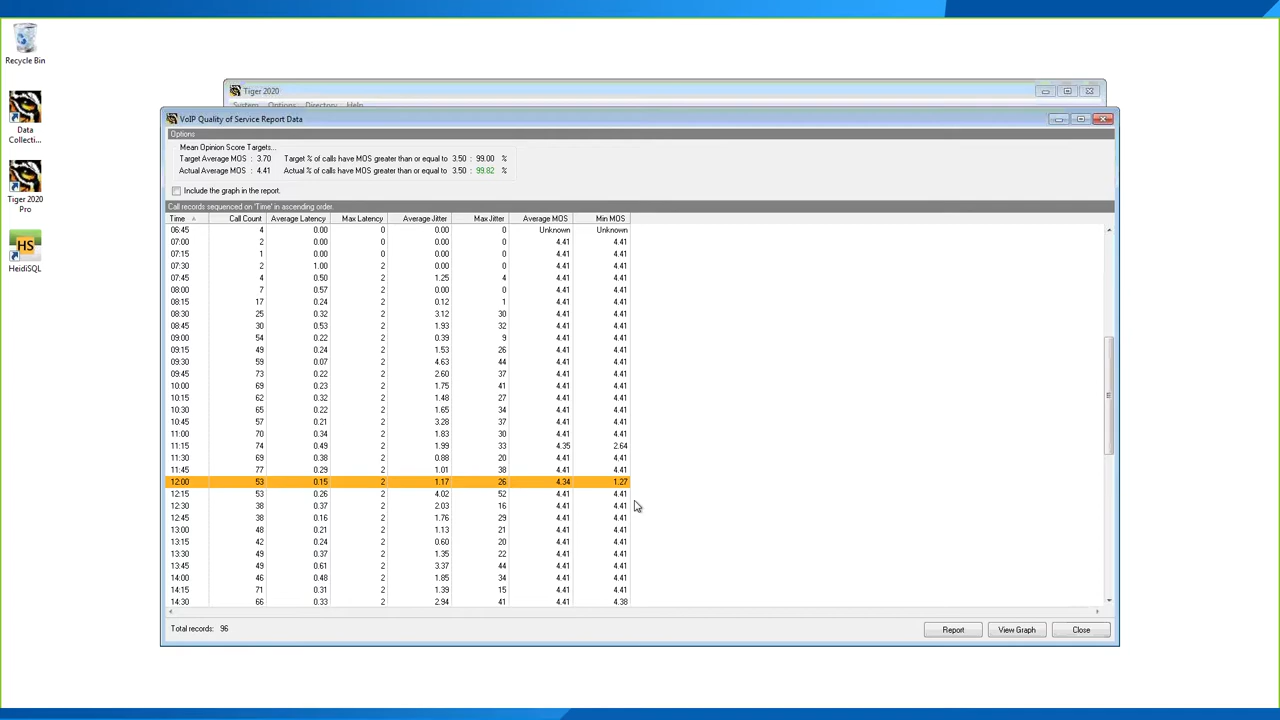 Recycle Bin
Data
Collecti...
Tiger 2020
Pro
HeidiSQL
Tiger 2020
System Options Directory Help
VoIP Quality of Service Report Data
Options
Mean Opinion Score Targets...
Target Average MOS : 3.70 Target % of calls have MOS greater than or equal to 3.50 : 99.00 %
Actual Average MOS : 4.41 Actual % of calls have MOS greater than or equal to 3.50 : 99.82 %
Include the graph in the report.
Call records sequenced on 'Time' in ascending order.
Time Call Count Average Latency Max Latency Average Jitter Max Jitter Average MOS Min MOS
06:45 4 0.00 0 0.00 0 Unknown Unknown
07:00 2 0.00 0 0.00 0 4.41 4.41
07:15 1 0.00 0 0.00 0 4.41 4.41
07:30 2 1.00 2 0.00 0 4.41 4.41
07:45 4 0.50 2 1.25 4 4.41 4.41
08:00 7 0.57 2 0.00 0 4.41 4.41
08:15 17 0.24 2 0.12 1 4.41 4.41
08:30 25 0.32 2 3.12 30 4.41 4.41
08:45 30 0.53 2 1.93 32 4.41 4.41
09:00 54 0.22 2 0.39 9 4.41 4.41
09:15 49 0.24 2 1.53 26 4.41 4.41
09:30 59 0.07 2 4.63 44 4.41 4.41
09:45 73 0.22 2 2.60 37 4.41 4.41
10:00 69 0.23 2 1.75 41 4.41 4.41
10:15 62 0.32 2 1.48 27 4.41 4.41
10:30 65 0.22 2 1.65 34 4.41 4.41
10:45 57 0.21 2 3.28 37 4.41 4.41
11:00 70 0.34 2 1.83 30 4.41 4.41
11:15 74 0.49 2 1.99 33 4.35 2.64
11:30 69 0.38 2 0.88 20 4.41 4.41
11:45 77 0.29 2 1.01 38 4.41 4.41
12:00 53 0.15 2 1.17 26 4.34 1.27
12:15 53 0.26 2 4.02 52 4.41 4.41
12:30 38 0.37 2 2.03 16 4.41 4.41
12:45 38 0.16 2 1.76 29 4.41 4.41
13:00 48 0.21 2 1.13 21 4.41 4.41
13:15 42 0.24 2 0.60 20 4.41 4.41
13:30 49 0.37 2 1.35 22 4.41 4.41
13:45 49 0.61 2 3.37 44 4.41 4.41
14:00 46 0.48 2 1.85 34 4.41 4.41
14:15 71 0.31 2 1.39 15 4.41 4.41
14:30 66 0.33 2 2.94 41 4.41 4.38
Total records: 96
Report View Graph Close